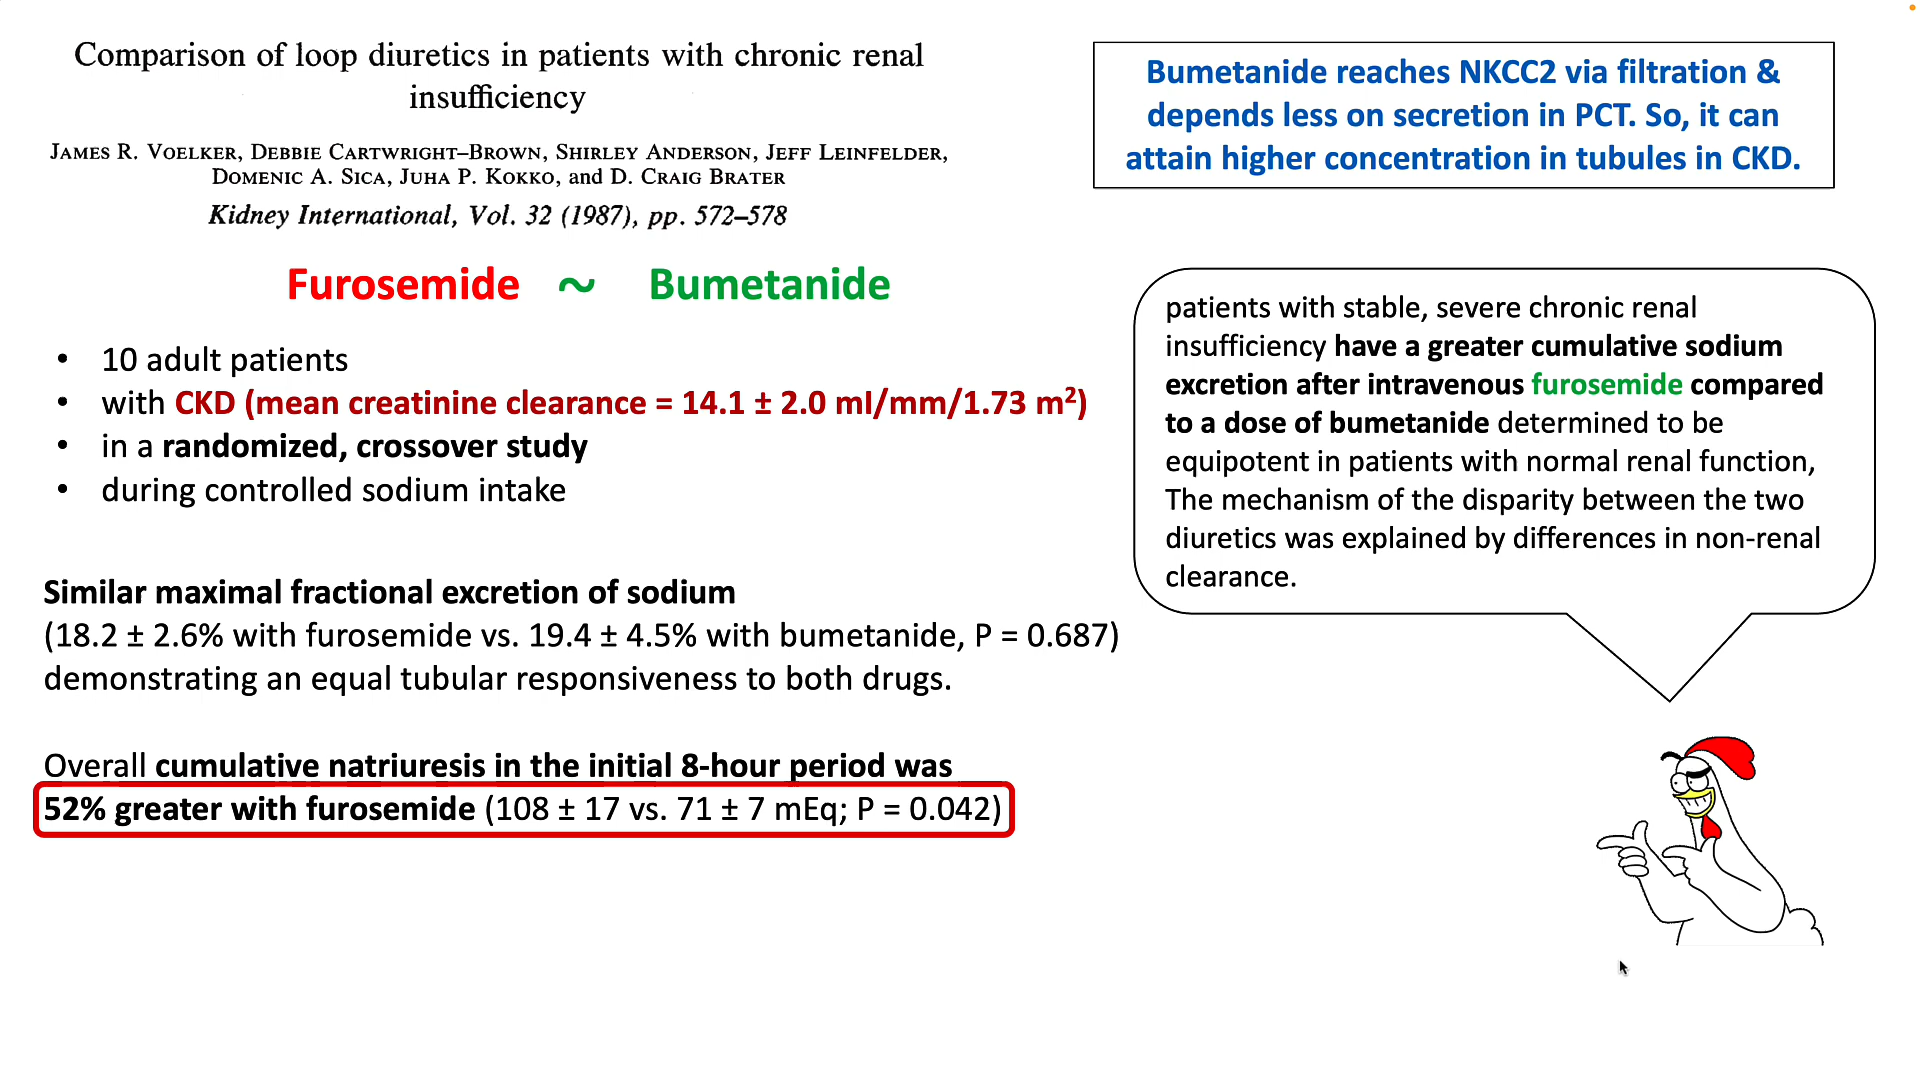 Comparison of loop diuretics in patients with chronic renal
insufficiency
JAMES R. VOELKER, DEBBIE CARTWRIGHT–BROWN, SHIRLEY ANDERSON, JEFF LEINFELDER,
DOMENIC A. SICA, JUHA P. KOKKO, and D. CRAIG BRATER
Kidney International, Vol. 32 (1987), pp. 572–578
Furosemide ~ Bumetanide
• 10 adult patients
• with CKD (mean creatinine clearance = 14.1 ± 2.0 ml/mm/1.73 m²)
• in a randomized, crossover study
• during controlled sodium intake
Similar maximal fractional excretion of sodium
(18.2 ± 2.6% with furosemide vs. 19.4 ± 4.5% with bumetanide, P = 0.687)
demonstrating an equal tubular responsiveness to both drugs.
Overall cumulative natriuresis in the initial 8-hour period was
52% greater with furosemide (108 ± 17 vs. 71 ± 7 mEq; P = 0.042)
Bumetanide reaches NKCC2 via filtration &
depends less on secretion in PCT. So, it can
attain higher concentration in tubules in CKD.
patients with stable, severe chronic renal
insufficiency have a greater cumulative sodium
excretion after intravenous furosemide compared
to a dose of bumetanide determined to be
equipotent in patients with normal renal function,
The mechanism of the disparity between the two
diuretics was explained by differences in non-renal
clearance.